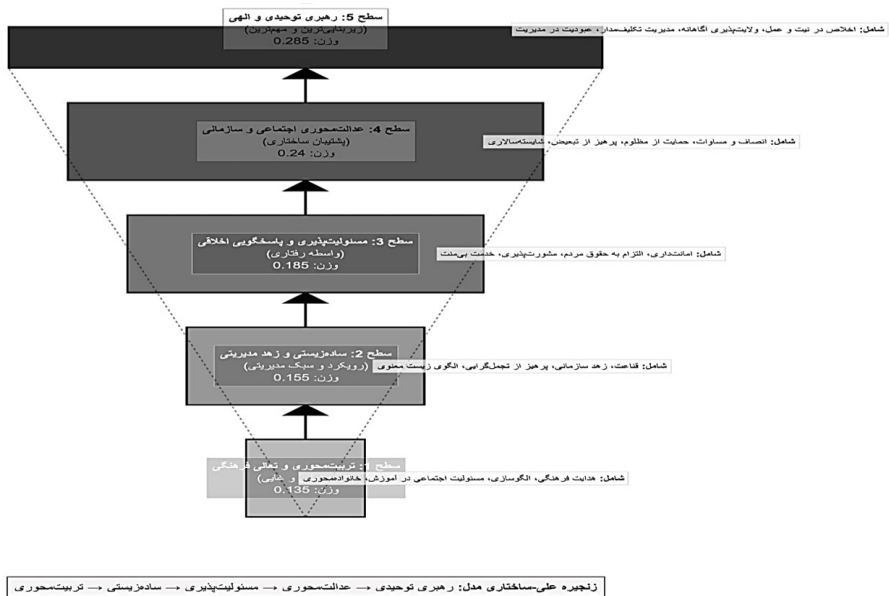 سطح 5: رهبری توحیدی و الهی
(زیربنایی‌ترین و مهم‌ترین)
وزن: 0.285
شامل: اخلاص در نیت و عمل، ولایت‌پذیری آگاهانه، مدیریت تکلیف‌مدار، عبودیت در مدیریت
سطح 4: عدالت‌محوری اجتماعی و سازمانی
(پشتیبان ساختاری)
وزن: 0.24
شامل: انصاف و مساوات، حمایت از مظلوم، پرهیز از تبعیض، شایسته‌سالاری
سطح 3: مسئولیت‌پذیری و پاسخگویی اخلاقی
(واسطه رفتاری)
وزن: 0.185
شامل: امانت‌داری، التزام به حقوق مردم، مشورت‌پذیری، خدمت بی‌منت
سطح 2: ساده‌زیستی و زهد مدیریتی
(رویکرد و سبک مدیریتی)
وزن: 0.155
شامل: قناعت، زهد سازمانی، پرهیز از تجمل‌گرایی، الگوی زیست معنوی
سطح 1: تربیت‌محوری و تعالی فرهنگی
و غایی)
وزن: 0.135
شامل: هدایت فرهنگی، الگوسازی، مسئولیت اجتماعی در آموزش، خانواده‌محوری
زنجیره علی-ساختاری مدل: رهبری توحیدی → عدالت‌محوری → مسئولیت‌پذیری → ساده‌زیستی → تربیت‌محوری